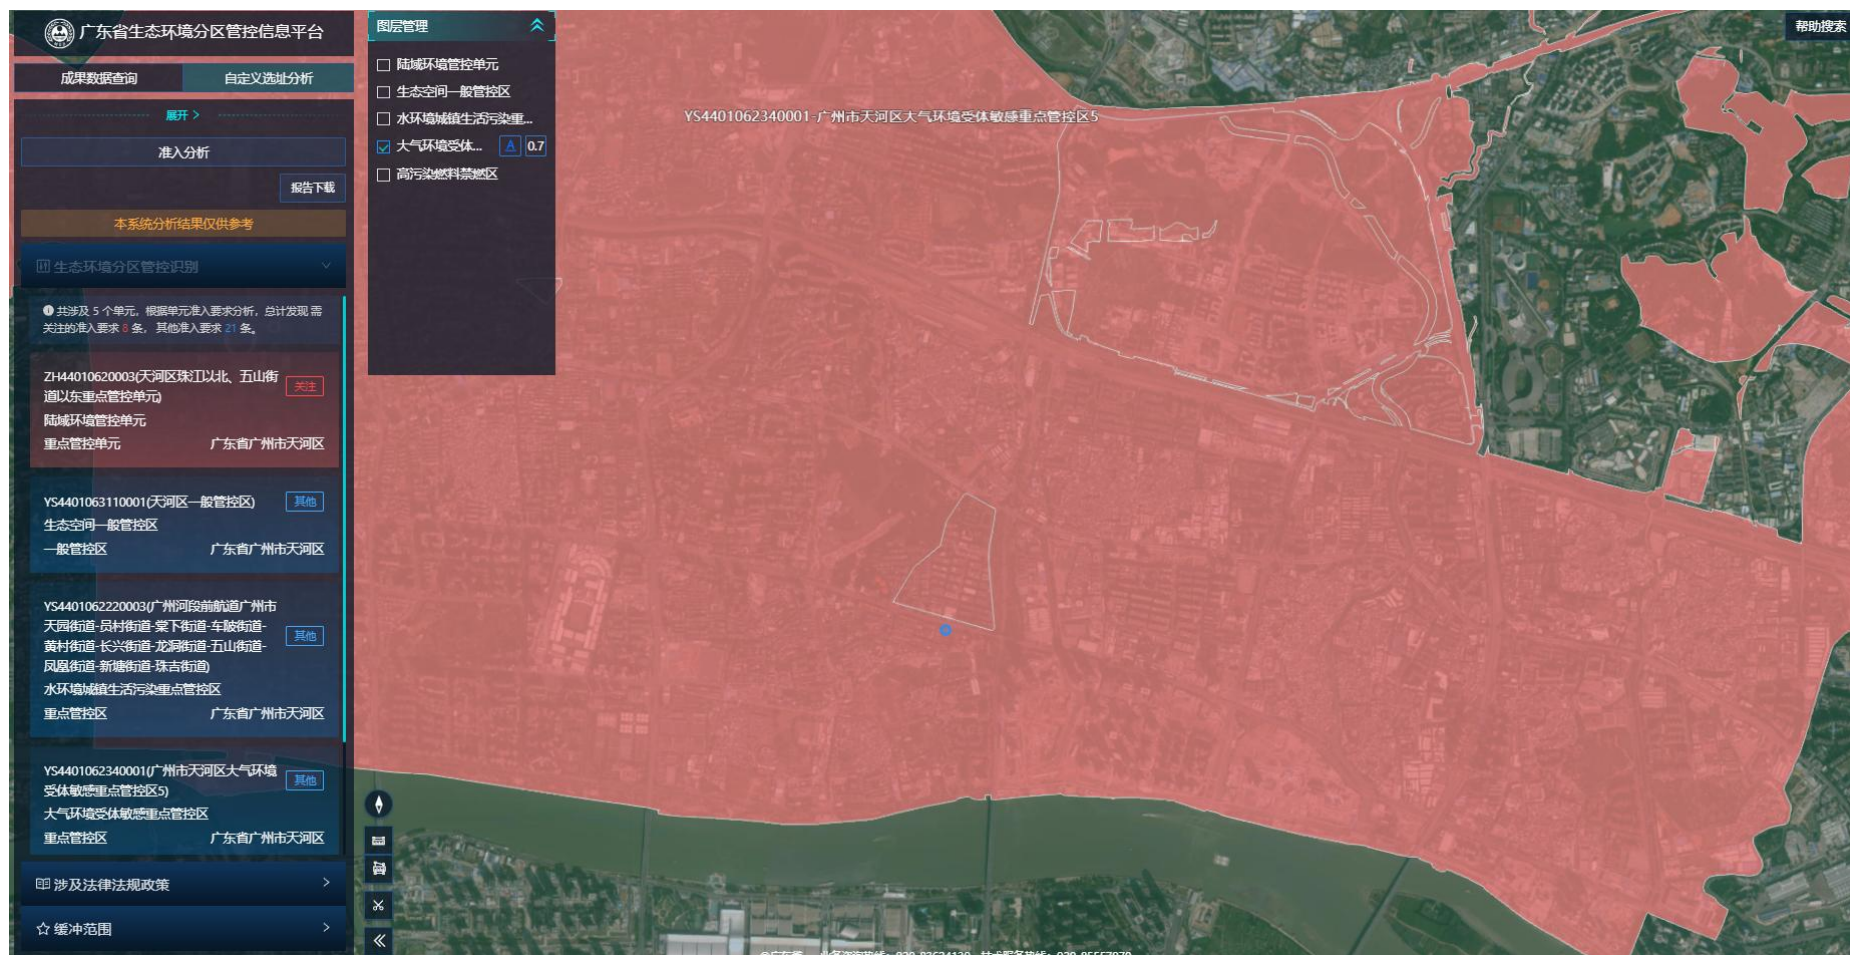 广东省生态环境分区管控信息平台
成果数据查询
自定义选址分析
展开 >
准入分析
报告下载
本系统分析结果仅供参考
生态环境分区管控识别
共涉及 5 个单元，根据单元准入要求分析，总计发现 需
关注的准入要求 8 条， 其他准入要求 21 条。
ZH44010620003(天河区珠江以北、五山街
道以东重点管控单元)
关注
陆域环境管控单元
重点管控单元 广东省广州市天河区
YS4401063110001(天河区一般管控区)
其他
生态空间一般管控区
一般管控区 广东省广州市天河区
YS4401062220003(广州河段前航道广州市
天园街道-员村街道-棠下街道-车陂街道-
黄村街道-长兴街道-龙洞街道-五山街道-
凤凰街道-新塘街道-珠吉街道)
其他
水环境城镇生活污染重点管控区
重点管控区 广东省广州市天河区
YS4401062340001(广州市天河区大气环境
受体敏感重点管控区5)
其他
大气环境受体敏感重点管控区
重点管控区 广东省广州市天河区
涉及法律法规政策
缓冲范围
图层管理
陆域环境管控单元
生态空间一般管控区
水环境城镇生活污染重...
大气环境受体... A 0.7
高污染燃料禁燃区
YS4401062340001-广州市天河区大气环境受体敏感重点管控区5
帮助搜索